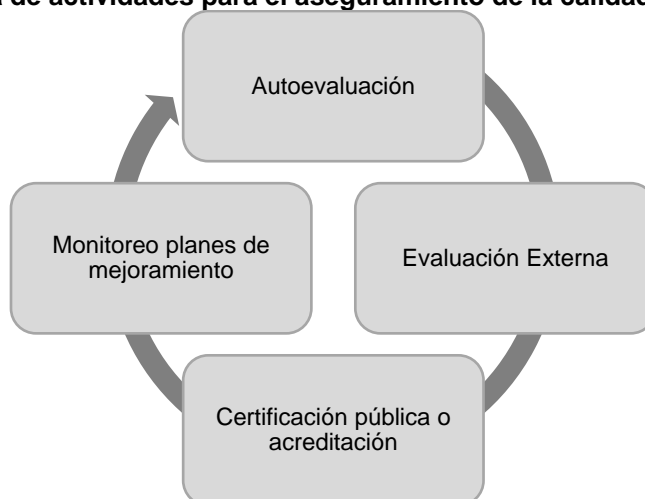 de actividades para el aseguramiento de la calidad
Autoevaluación
Monitoreo planes de
mejoramiento
Evaluación Externa
Certificación pública o
acreditación